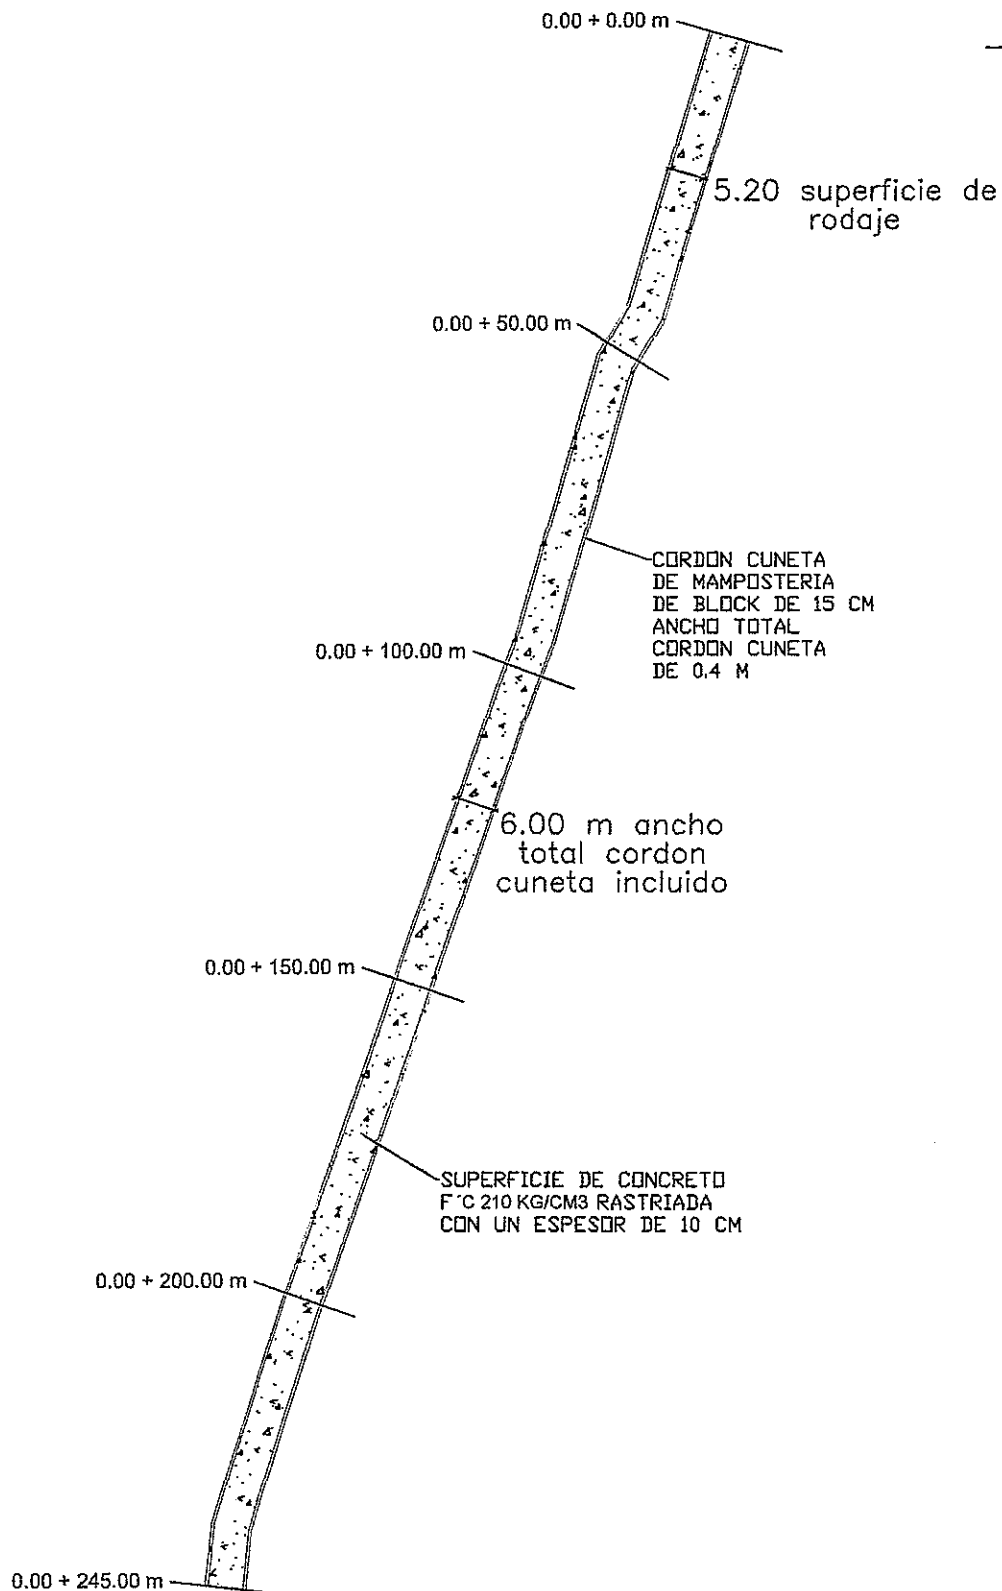 0.00 + 0.00 m
5.20 superficie de
rodaje
0.00 + 50.00 m
CORDON CUNETA
DE MAMPOSTERIA
DE BLOCK DE 15 CM
ANCHO TOTAL
CORDON CUNETA
DE 0.4 M
0.00 + 100.00 m
6.00 m ancho
total cordon
cuneta incluido
0.00 + 150.00 m
SUPERFICIE DE CONCRETO
F´C 210 KG/CM3 RASTRIADA
CON UN ESPESOR DE 10 CM
0.00 + 200.00 m
0.00 + 245.00 m